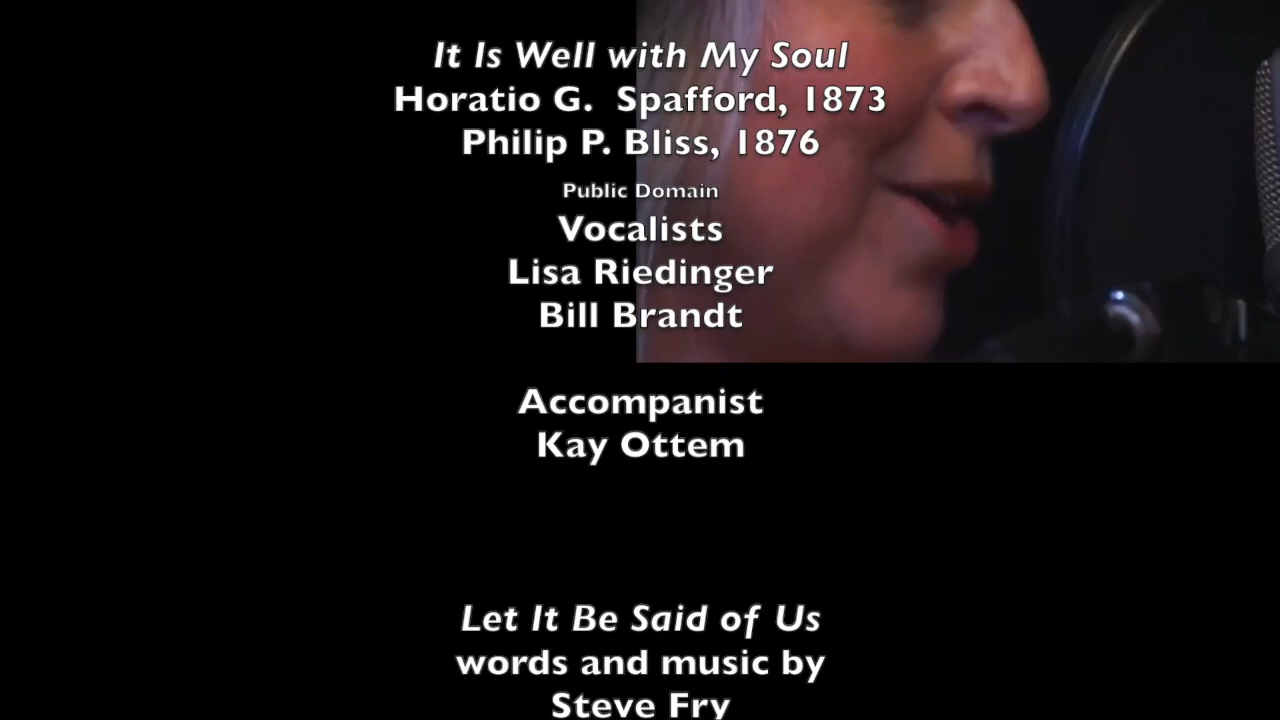 It Is Well with My Soul
Horatio G.  Spafford, 1873
Philip P. Bliss, 1876
Public Domain
Vocalists
Lisa Riedinger
Bill Brandt
Accompanist
Kay Ottem
Let It Be Said of Us
words and music by
Steve Fry